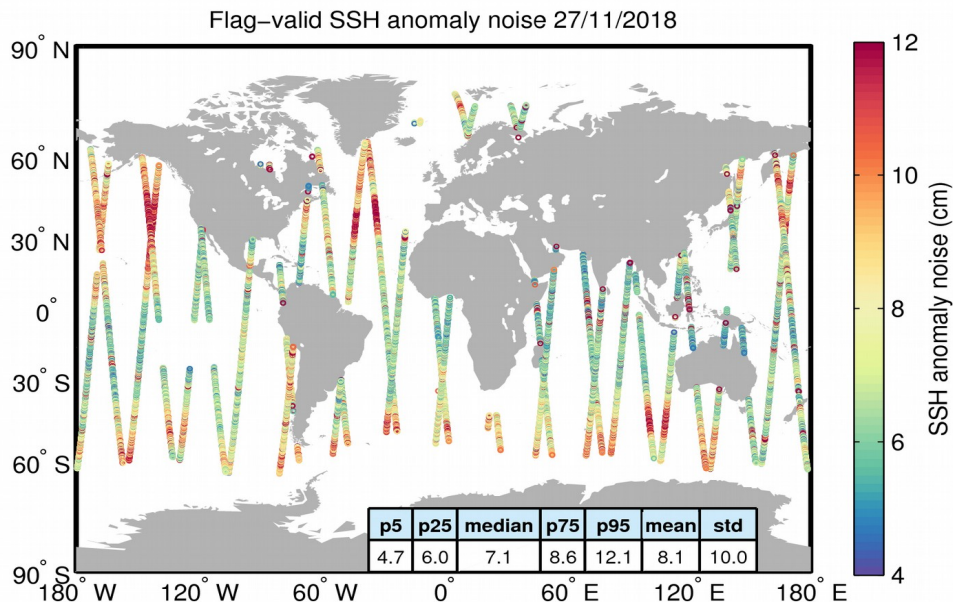 Flag−valid SSH anomaly noise 27/11/2018
90° N
60° N
30° N
0°
30° S
60° S
90° S
180° W
120° W
60° W
0°
60° E
120° E
180° E
p5 p25 median p75 p95 mean std
4.7 6.0 7.1 8.6 12.1 8.1 10.0
12
10
8
6
4
SSH anomaly noise (cm)